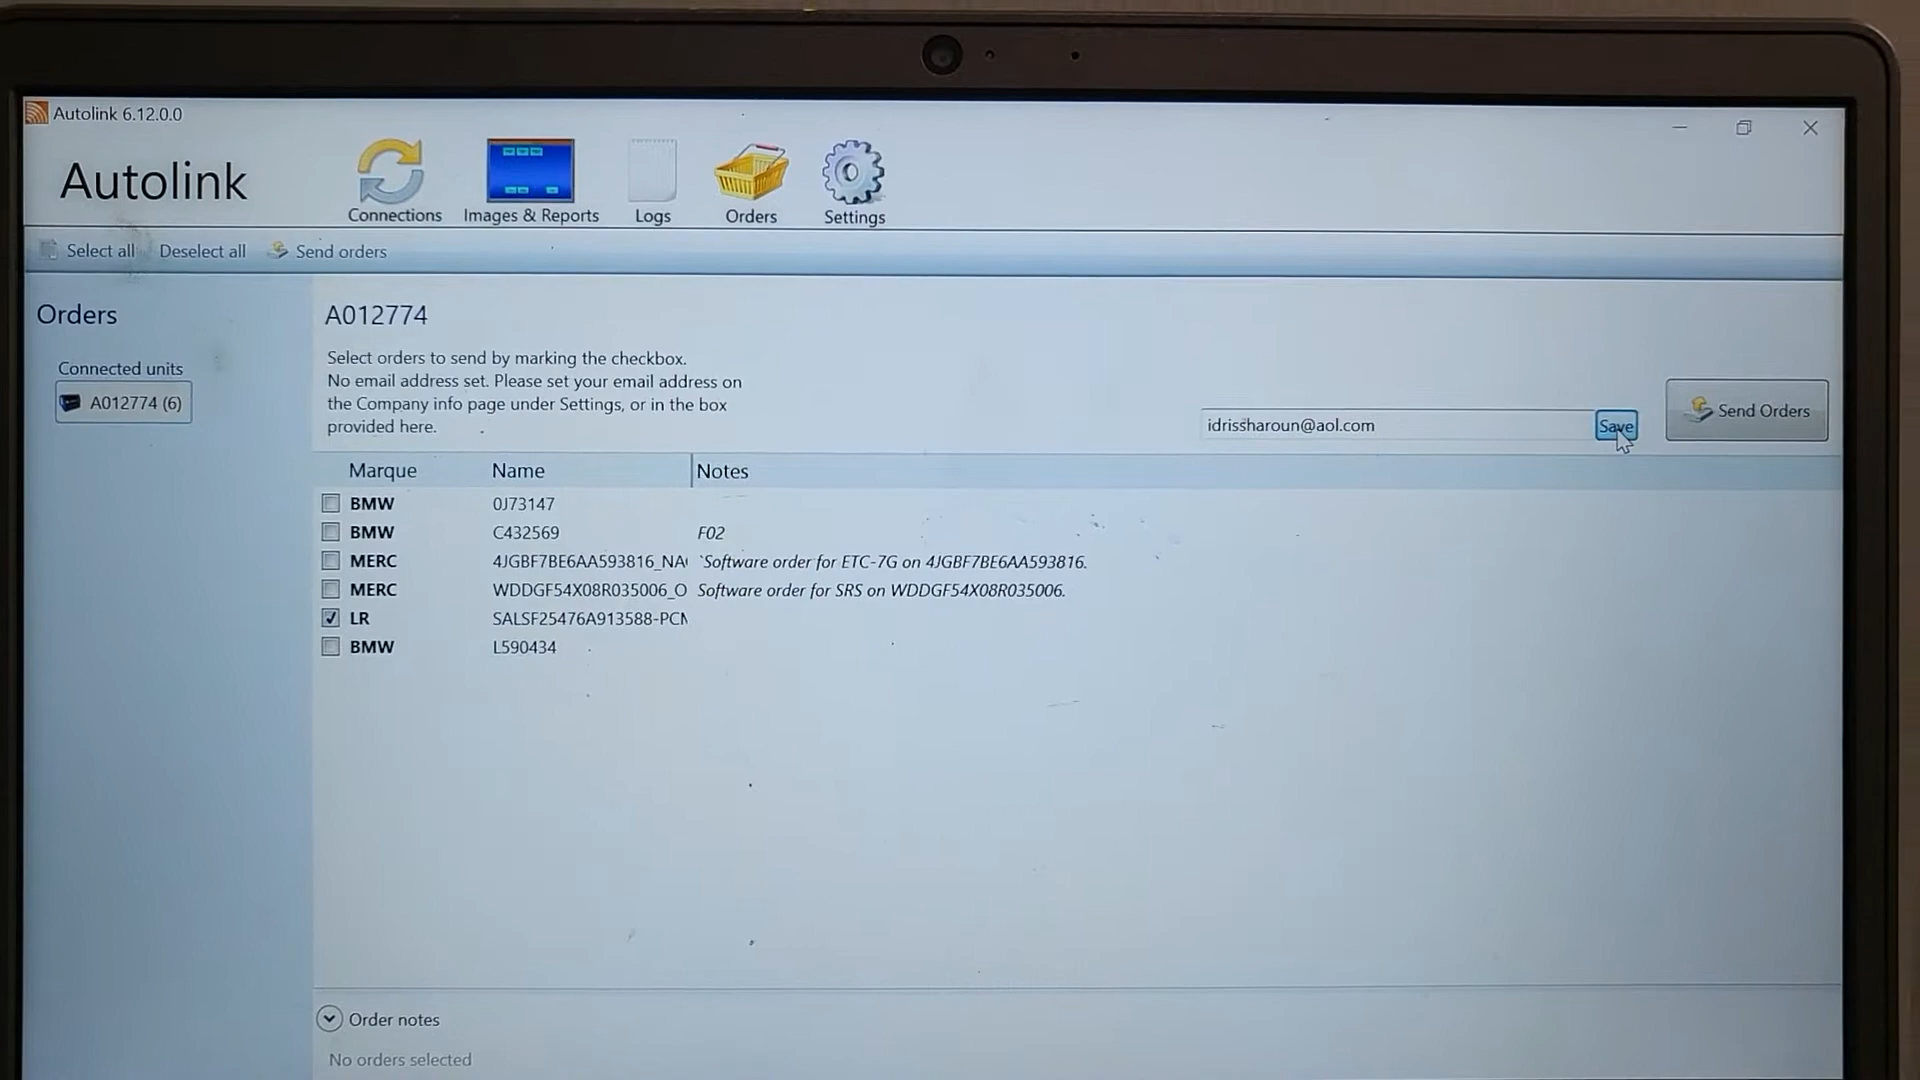 Autolink 6.12.0.0
Autolink
Connections
Images & Reports
Logs
Orders
Settings
Select all
Deselect all
Send orders
Orders
Connected units
A012774 (6)
A012774
Select orders to send by marking the checkbox.
No email address set. Please set your email address on
the Company info page under Settings, or in the box
provided here.
idrissharoun@aol.com
Save
Send Orders
Marque Name Notes
BMW 0J73147
BMW C432569 F02
MERC 4JGBF7BE6AA593816_NA `Software order for ETC-7G on 4JGBF7BE6AA593816.
MERC WDDGF54X08R035006_O Software order for SRS on WDDGF54X08R035006.
LR SALSF25476A913588-PC
BMW L590434
Order notes
No orders selected